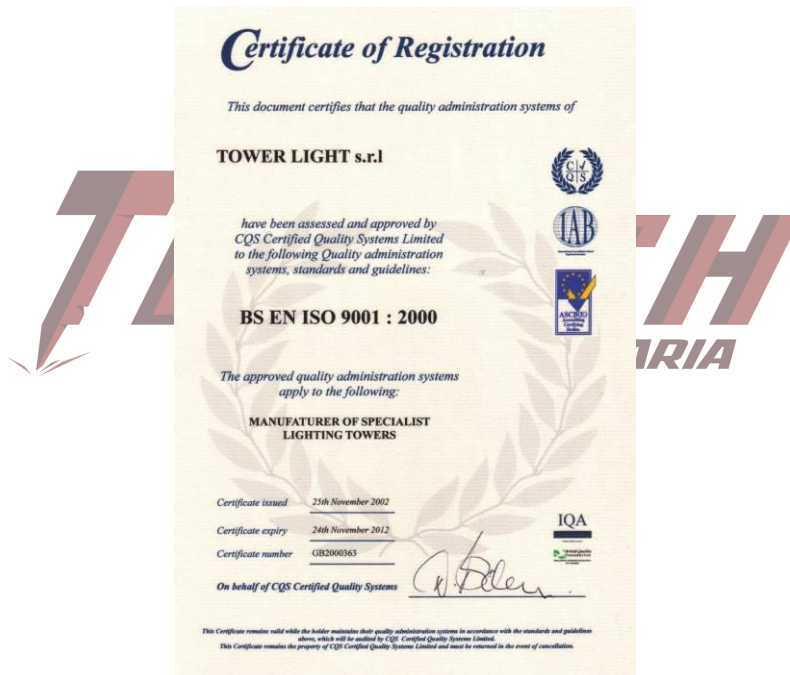 Certificate of Registration
This document certifies that the quality administration systems of
TOWER LIGHT s.r.l
C Q S
have been assessed and approved by
CQS Certified Quality Systems Limited
to the following Quality administration
systems, standards and guidelines:
IAB
BS EN ISO 9001 : 2000
ASCBIO
Accrediting
Certifying
Bodies
ARIA
The approved quality administration systems
apply to the following:
MANUFATURER OF SPECIALIST
LIGHTING TOWERS
Certificate issued 25th November 2002
Certificate expiry 24th November 2012
Certificate number GB2000363
IQA
On behalf of CQS Certified Quality Systems
This Certificate remains valid while the holder maintains their quality administration systems in accordance with the standards and guidelines
above, which will be audited by CQS Certified Quality Systems Limited.
This Certificate remains the property of CQS Certified Quality Systems Limited and must be returned in the event of cancellation.